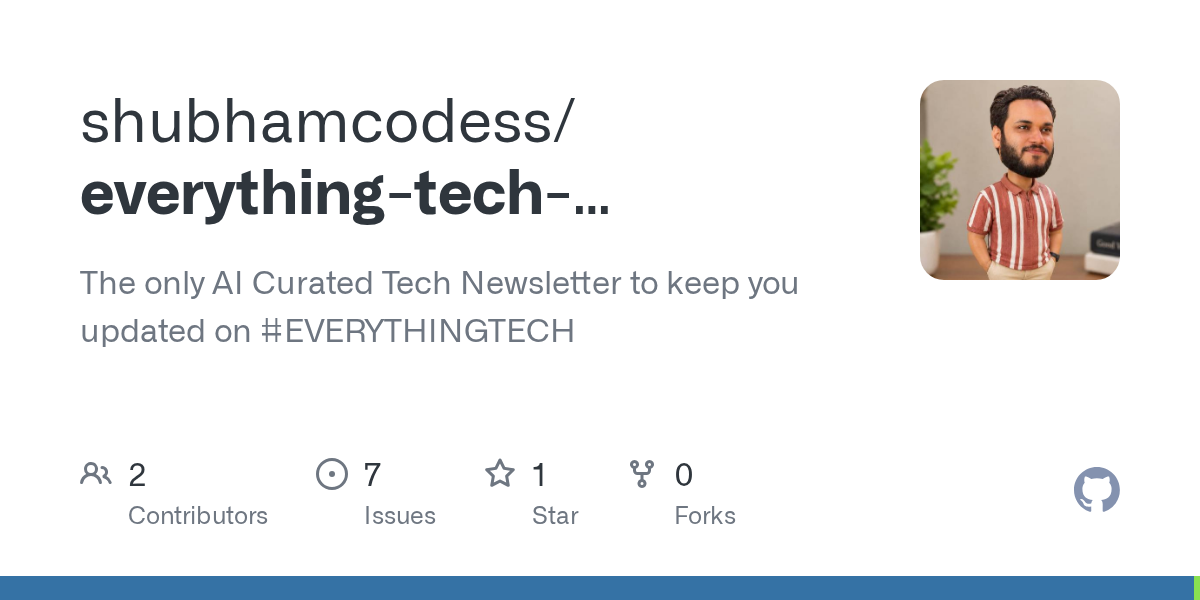 shubhamcodess/
everything-tech-...
The only AI Curated Tech Newsletter to keep you
updated on #EVERYTHINGTECH
2
Contributors
7
Issues
1
Star
0
Forks
Good